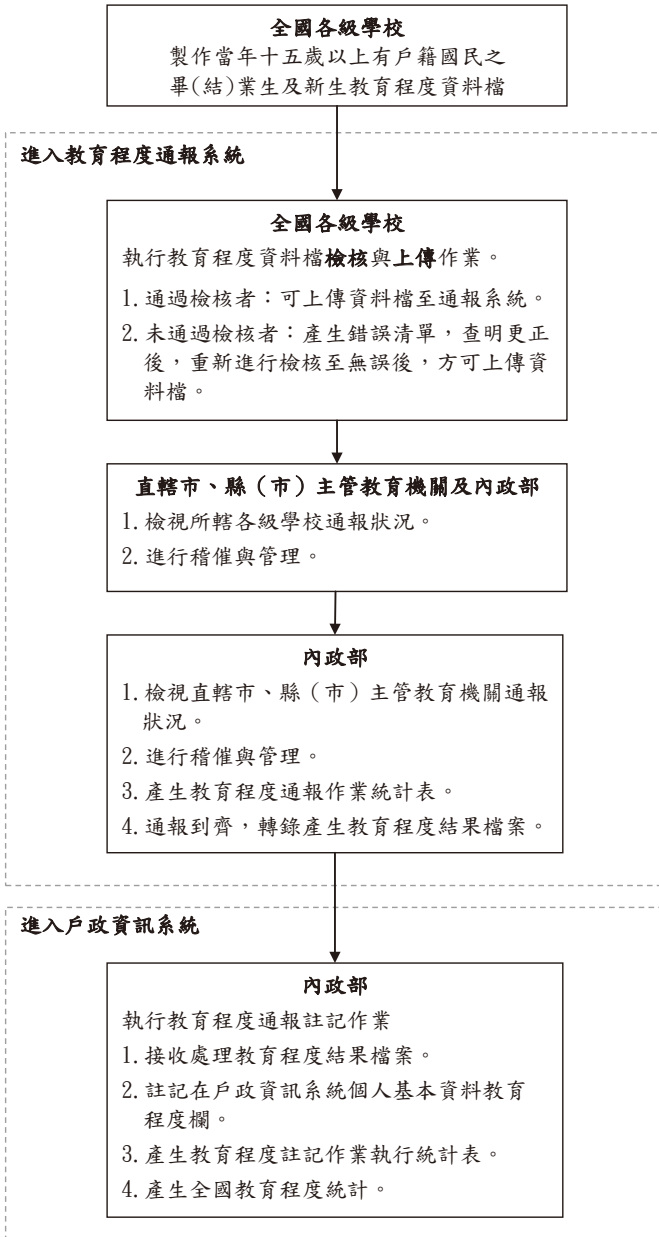 全國各級學校
製作當年十五歲以上有戶籍國民之
畢(結)業生及新生教育程度資料檔
進入教育程度通報系統
全國各級學校
執行教育程度資料檔檢核與上傳作業。
1.通過檢核者：可上傳資料檔至通報系統。
2.未通過檢核者：產生錯誤清單，查明更正
後，重新進行檢核至無誤後，方可上傳資
料檔。
直轄市、縣（市）主管教育機關及內政部
1.檢視所轄各級學校通報狀況。
2.進行稽催與管理。
內政部
1.檢視直轄市、縣（市）主管教育機關通報
狀況。
2.進行稽催與管理。
3.產生教育程度通報作業統計表。
4.通報到齊，轉錄產生教育程度結果檔案。
進入戶政資訊系統
內政部
執行教育程度通報註記作業
1.接收處理教育程度結果檔案。
2.註記在戶政資訊系統個人基本資料教育
程度欄。
3.產生教育程度註記作業執行統計表。
4.產生全國教育程度統計。